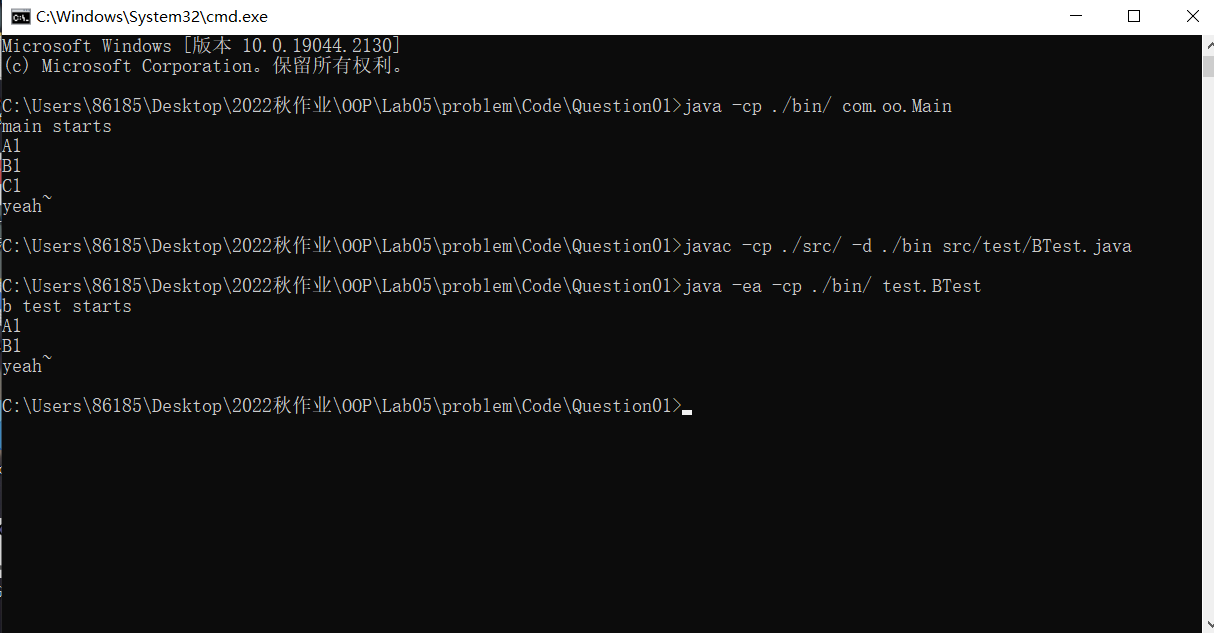 C:\Windows\System32\cmd.exe
Microsoft Windows [版本 10.0.19044.2130]
(c) Microsoft Corporation。保留所有权利。
C:\Users\86185\Desktop\2022秋作业\OOP\Lab05\problem\Code\Question01>java -cp ./bin/ com.oo.Main
main starts
A1
B1
C1
yeah~
C:\Users\86185\Desktop\2022秋作业\OOP\Lab05\problem\Code\Question01>javac -cp ./src/ -d ./bin src/test/BTest.java
C:\Users\86185\Desktop\2022秋作业\OOP\Lab05\problem\Code\Question01>java -ea -cp ./bin/ test.BTest
b test starts
A1
B1
yeah~
C:\Users\86185\Desktop\2022秋作业\OOP\Lab05\problem\Code\Question01>